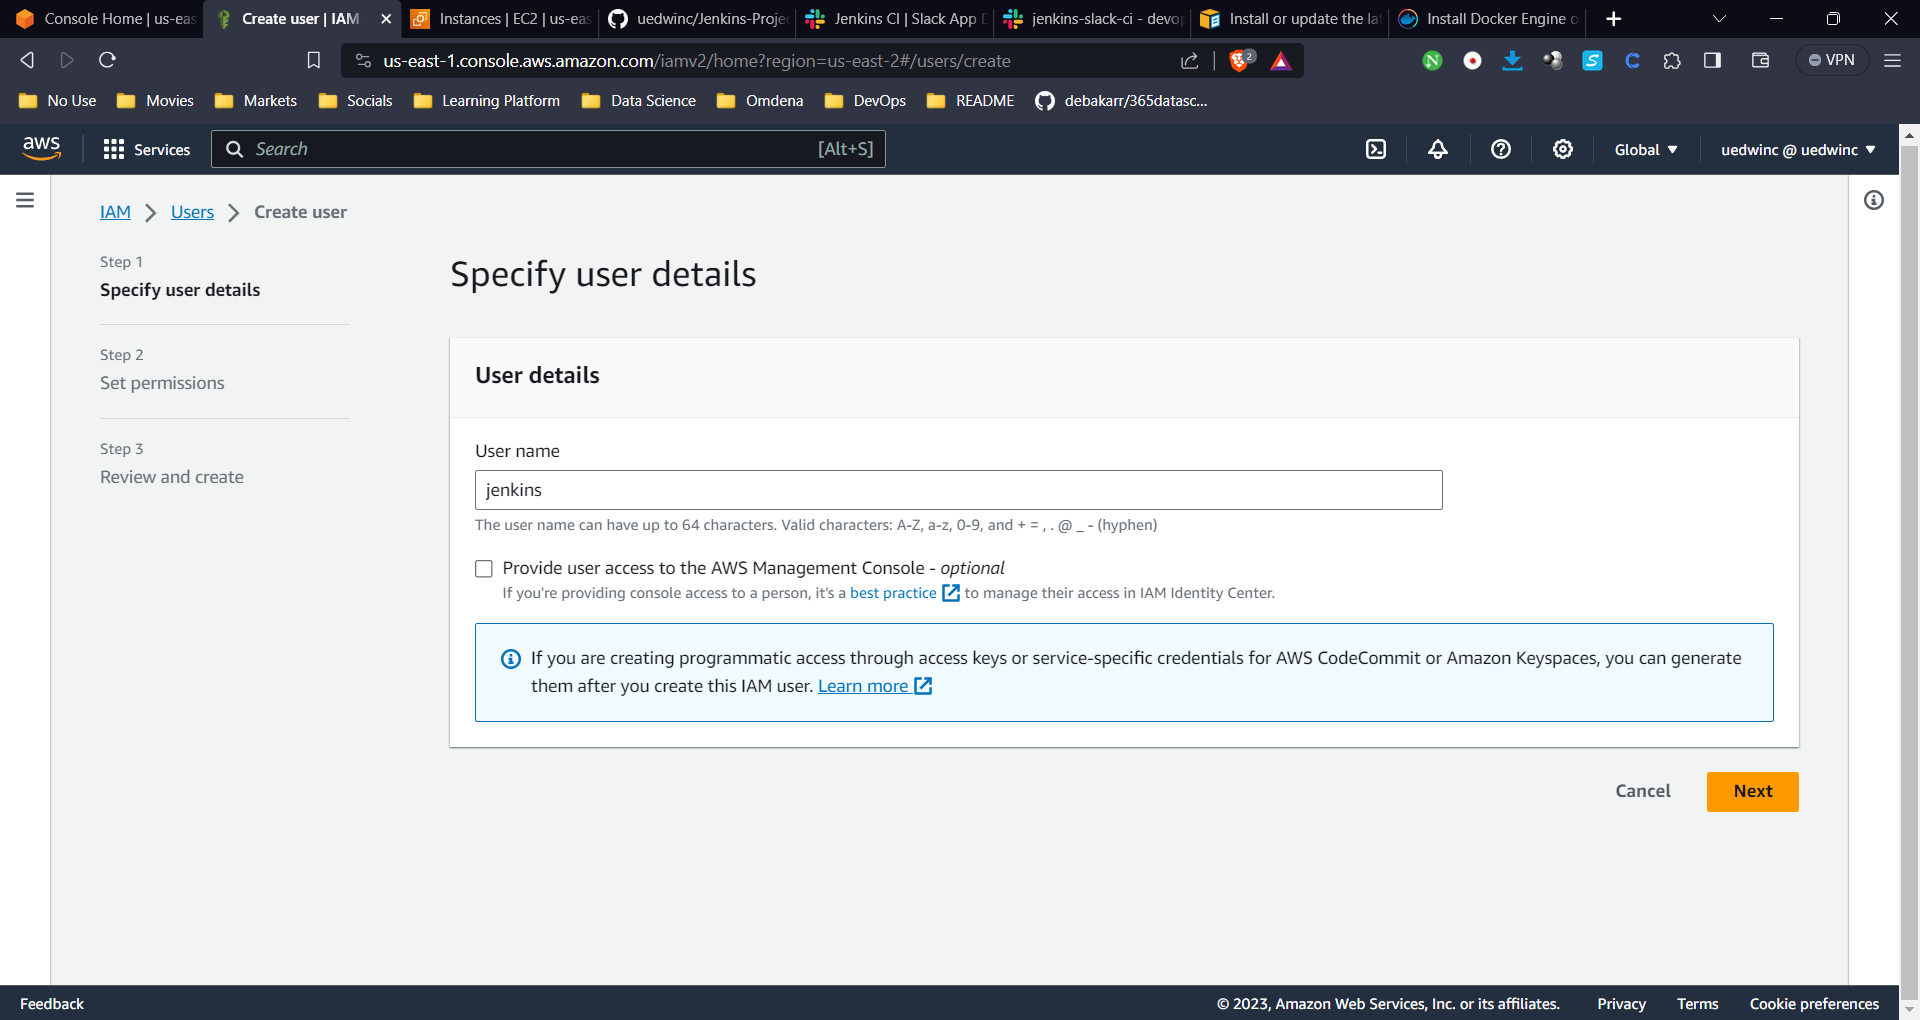 Console Home | us-eas
Create user | IAM
Instances | EC2 | us-eas
uedwinc/Jenkins-Proje
Jenkins CI | Slack App D
jenkins-slack-ci - devop
Install or update the lat
Install Docker Engine o
us-east-1.console.aws.amazon.com/iamv2/home?region=us-east-2#/users/create
2
N
S
C
VPN
No Use
Movies
Markets
Socials
Learning Platform
Data Science
Omdena
DevOps
README
debakarr/365datasc...
aws
Services
Search
[Alt+S]
Global
uedwinc @ uedwinc
IAM
Users
Create user
Step 1
Specify user details
Step 2
Set permissions
Step 3
Review and create
Specify user details
User details
User name
jenkins
The user name can have up to 64 characters. Valid characters: A-Z, a-z, 0-9, and + = , . @ _ - (hyphen)
Provide user access to the AWS Management Console - optional
If you're providing console access to a person, it's a best practice to manage their access in IAM Identity Center.
If you are creating programmatic access through access keys or service-specific credentials for AWS CodeCommit or Amazon Keyspaces, you can generate
them after you create this IAM user. Learn more
Cancel
Next
Feedback
© 2023, Amazon Web Services, Inc. or its affiliates.
Privacy
Terms
Cookie preferences